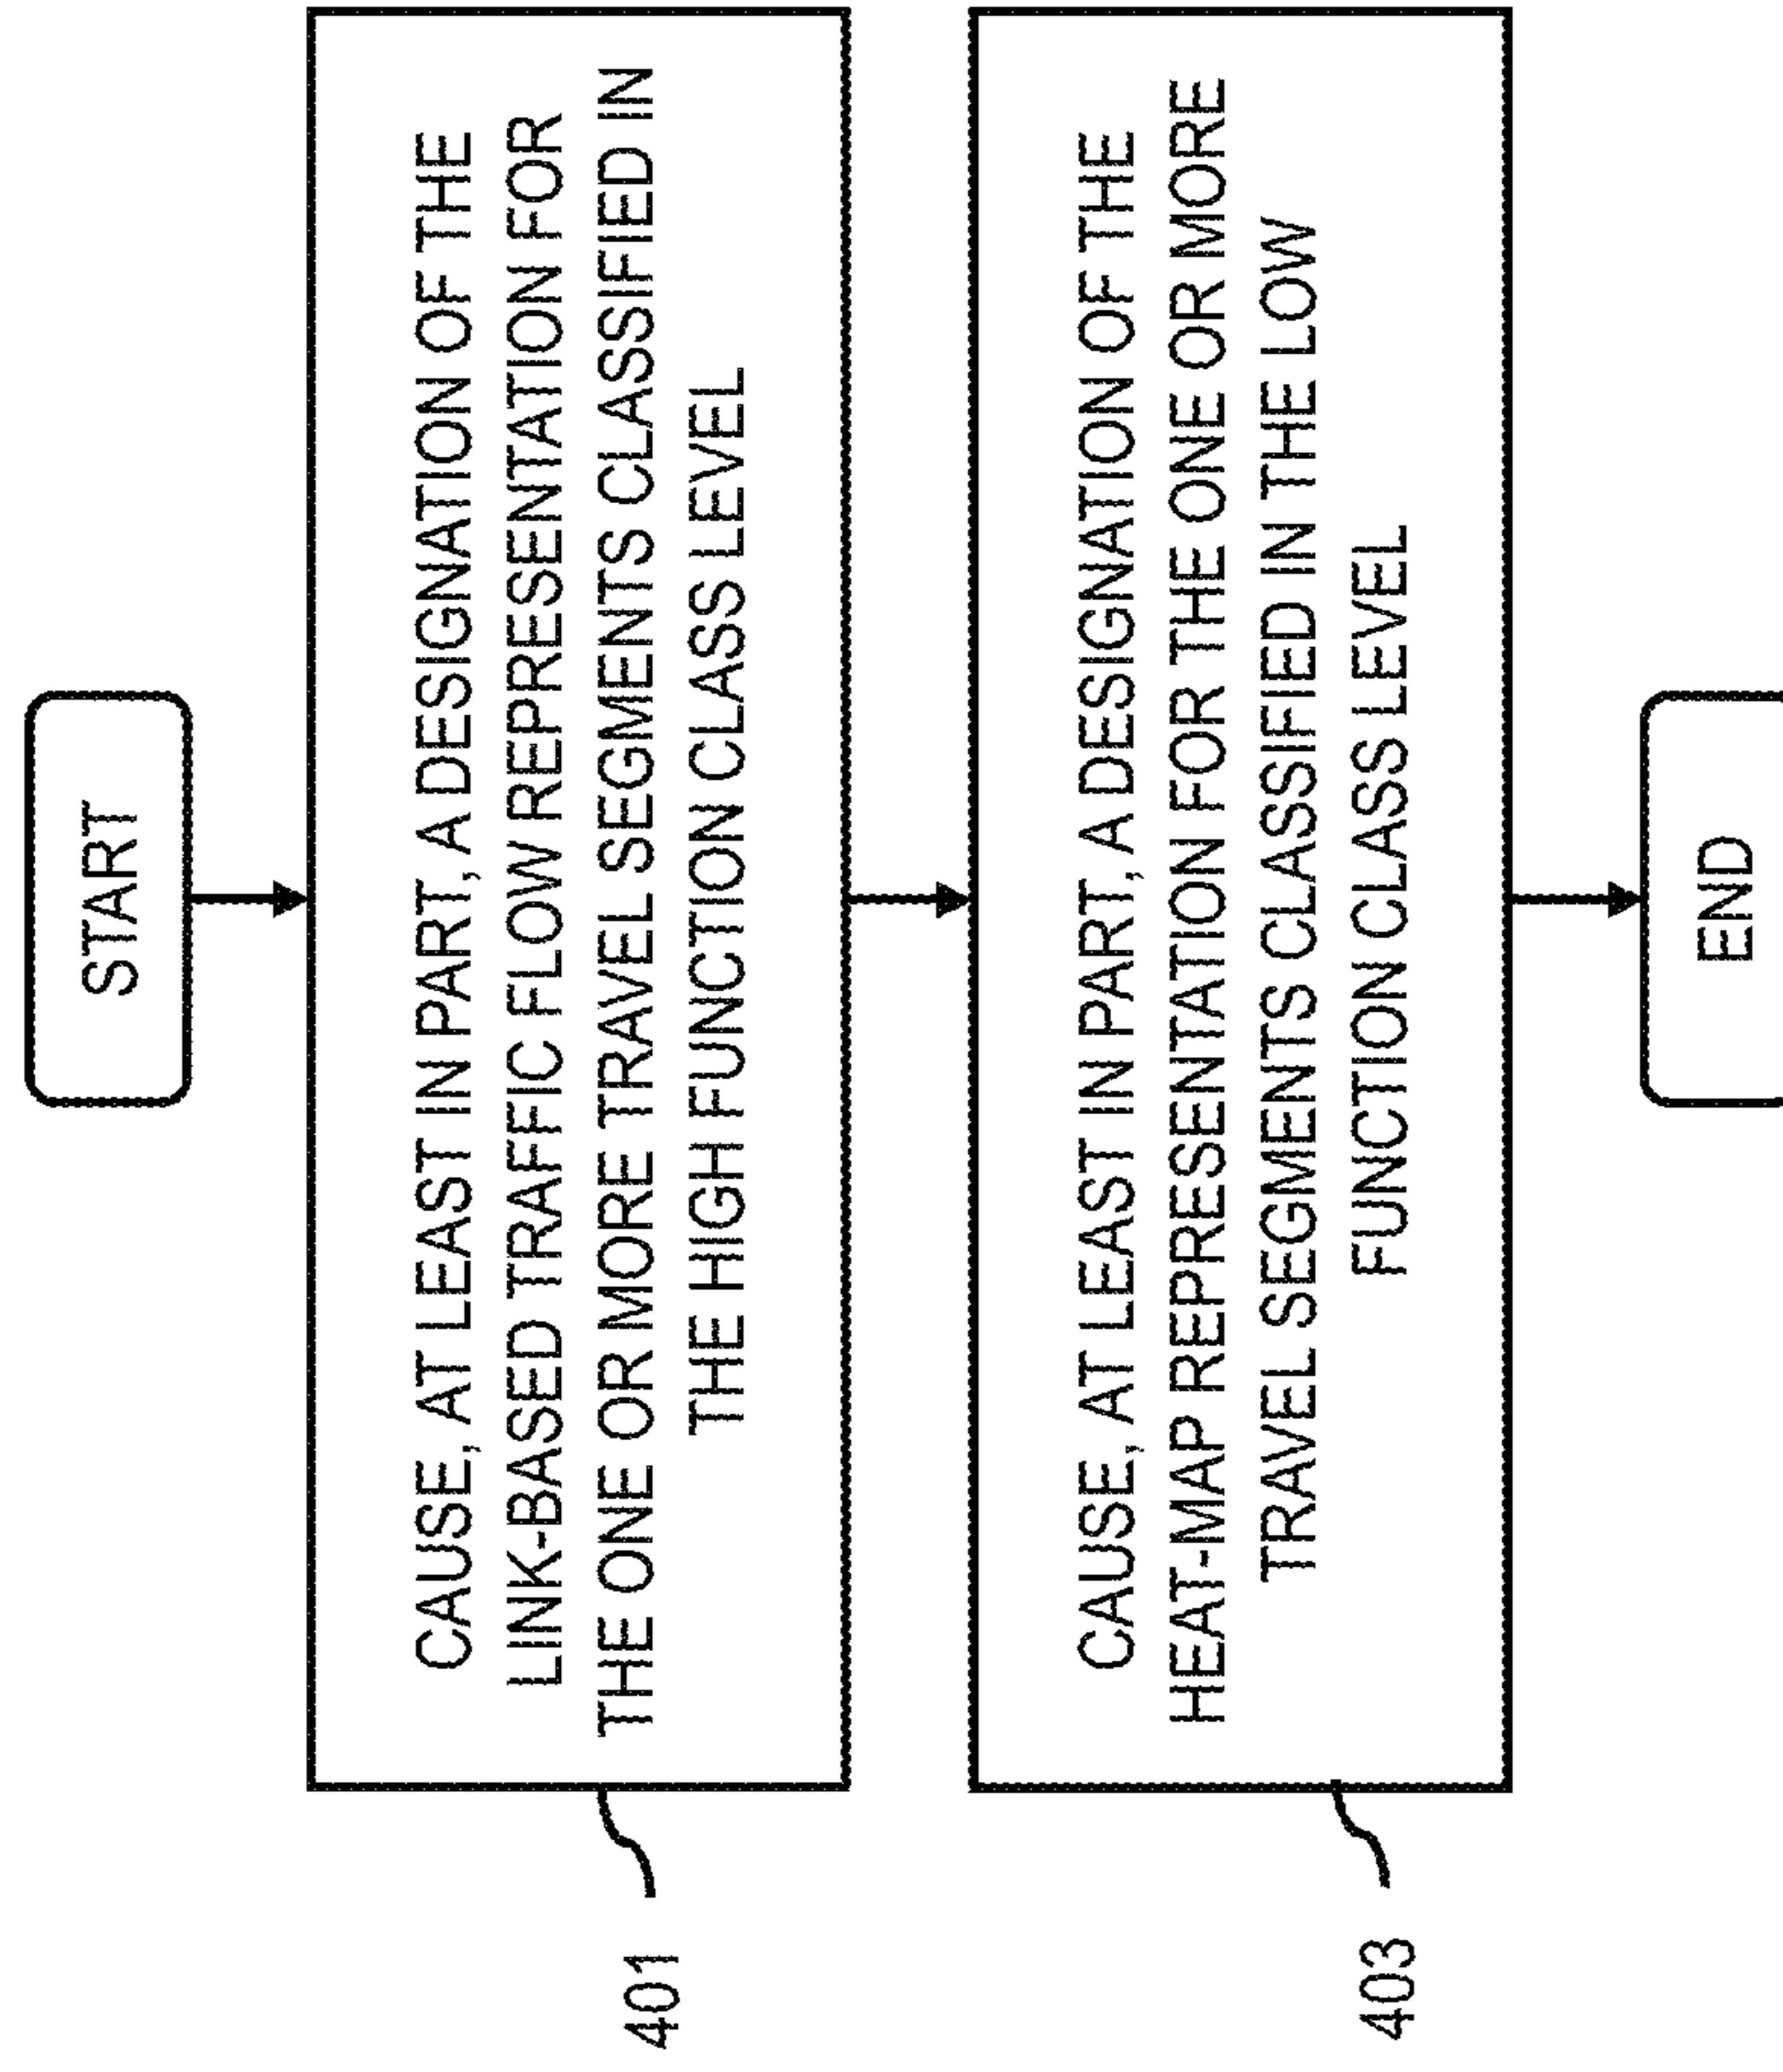 START
CAUSE, AT LEAST IN PART, A DESIGNATION OF THE
LINK-BASED TRAFFIC FLOW REPRESENTATION FOR
THE ONE OR MORE TRAVEL SEGMENTS CLASSIFIED IN
THE HIGH FUNCTION CLASS LEVEL
401
CAUSE, AT LEAST IN PART, A DESIGNATION OF THE
HEAT-MAP REPRESENTATION FOR THE ONE OR MORE
TRAVEL SEGMENTS CLASSIFIED IN THE LOW
FUNCTION CLASS LEVEL
403
END